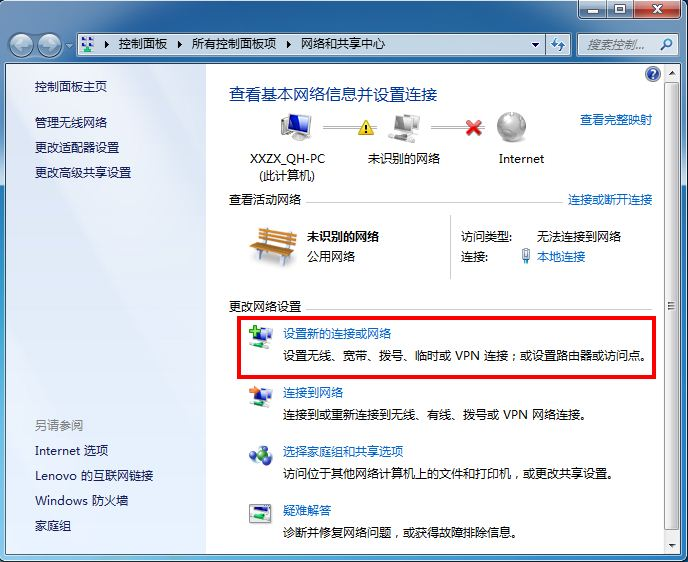 控制面板 ▸ 所有控制面板项 ▸ 网络和共享中心
搜索控制...
控制面板主页
管理无线网络
更改适配器设置
更改高级共享设置
查看基本网络信息并设置连接
查看完整映射
XXZX_QH-PC
(此计算机)
未识别的网络
Internet
查看活动网络
连接或断开连接
未识别的网络
公用网络
访问类型: 无法连接到网络
连接: 本地连接
更改网络设置
设置新的连接或网络
设置无线、宽带、拨号、临时或 VPN 连接；或设置路由器或访问点。
连接到网络
连接到或重新连接到无线、有线、拨号或 VPN 网络连接。
选择家庭组和共享选项
访问位于其他网络计算机上的文件和打印机，或更改共享设置。
疑难解答
诊断并修复网络问题，或获得故障排除信息。
另请参阅
Internet 选项
Lenovo 的互联网链接
Windows 防火墙
家庭组